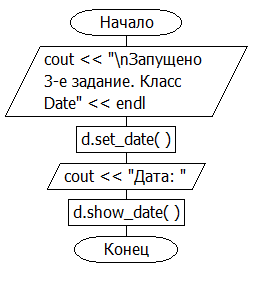 Начало
cout << "\nЗапущено
3-е задание. Класс
Date" << endl
d.set_date( )
cout << "Дата: "
d.show_date( )
Конец